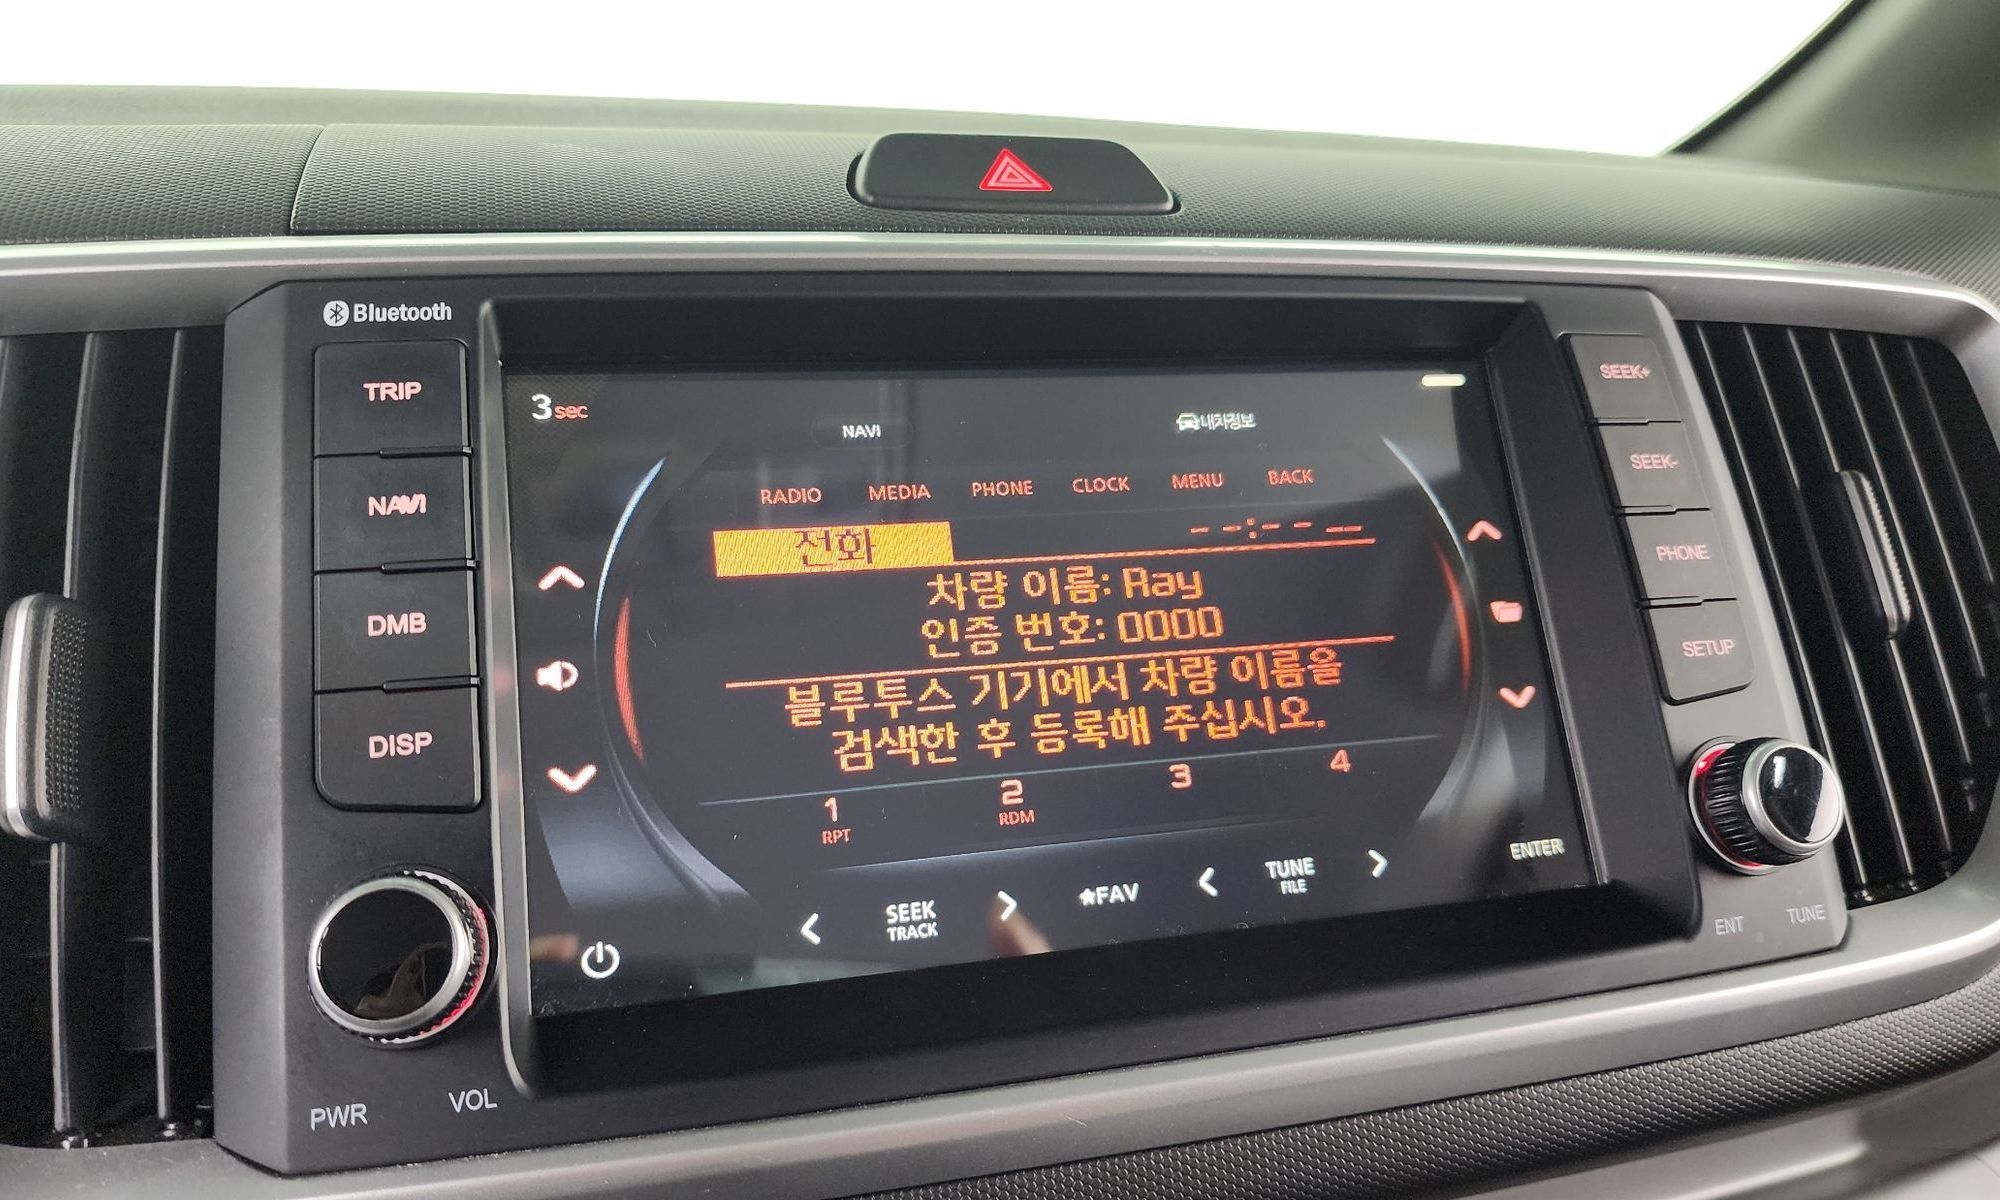 Bluetooth
TRIP
NAVI
DMB
DISP
PWR
VOL
3 sec
NAVI
내차정보
RADIO MEDIA PHONE CLOCK MENU BACK
전화
--:-- --
차량 이름: Ray
인증 번호: 0000
블루투스 기기에서 차량 이름을
검색한 후 등록해 주십시오.
1 2 3 4
RPT RDM
SEEK
TRACK
★FAV
TUNE
FILE
ENTER
SEEK+
SEEK-
PHONE
SETUP
ENT
TUNE